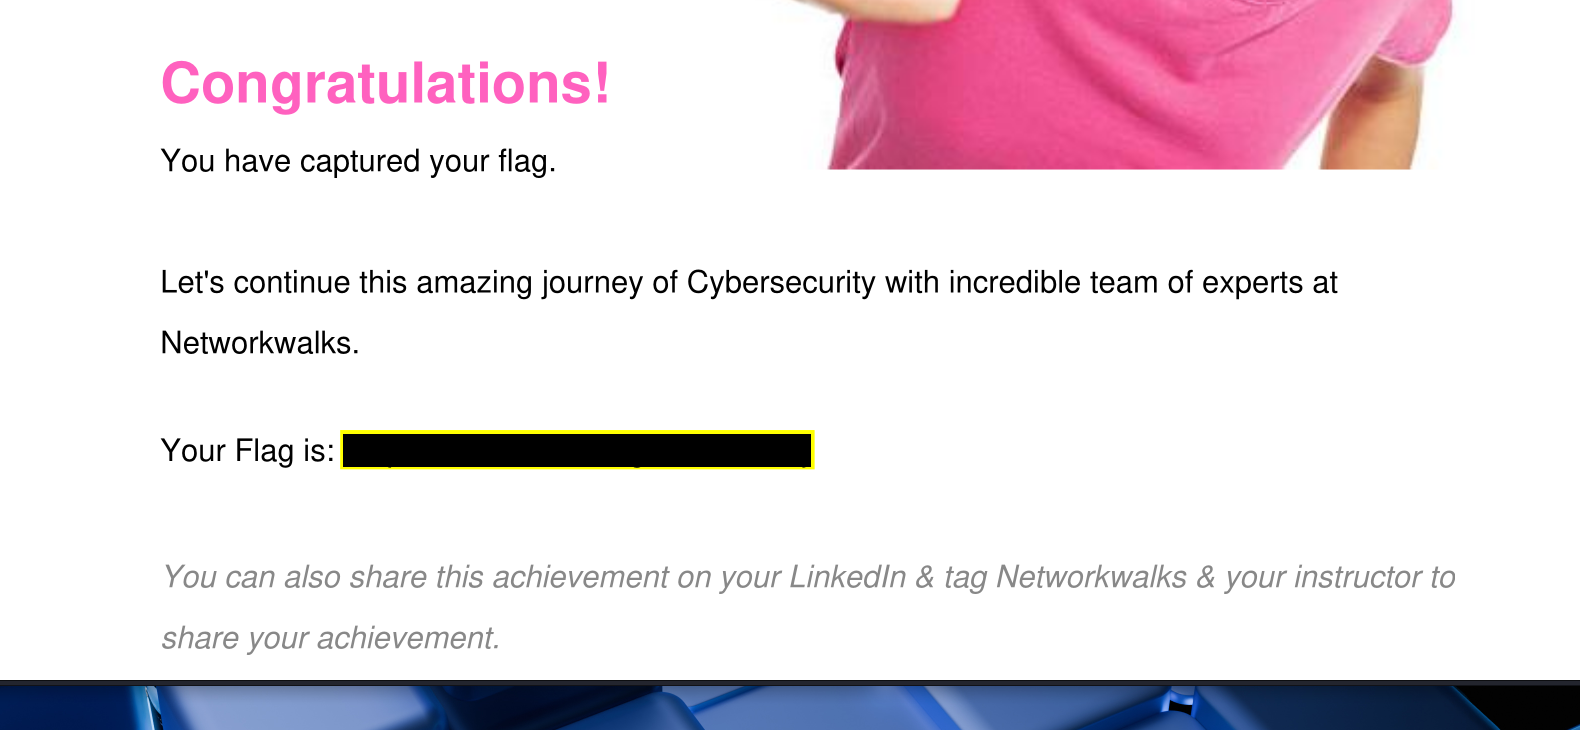 Congratulations!
You have captured your flag.
Let's continue this amazing journey of Cybersecurity with incredible team of experts at
Networkwalks.
Your Flag is:
You can also share this achievement on your LinkedIn & tag Networkwalks & your instructor to
share your achievement.